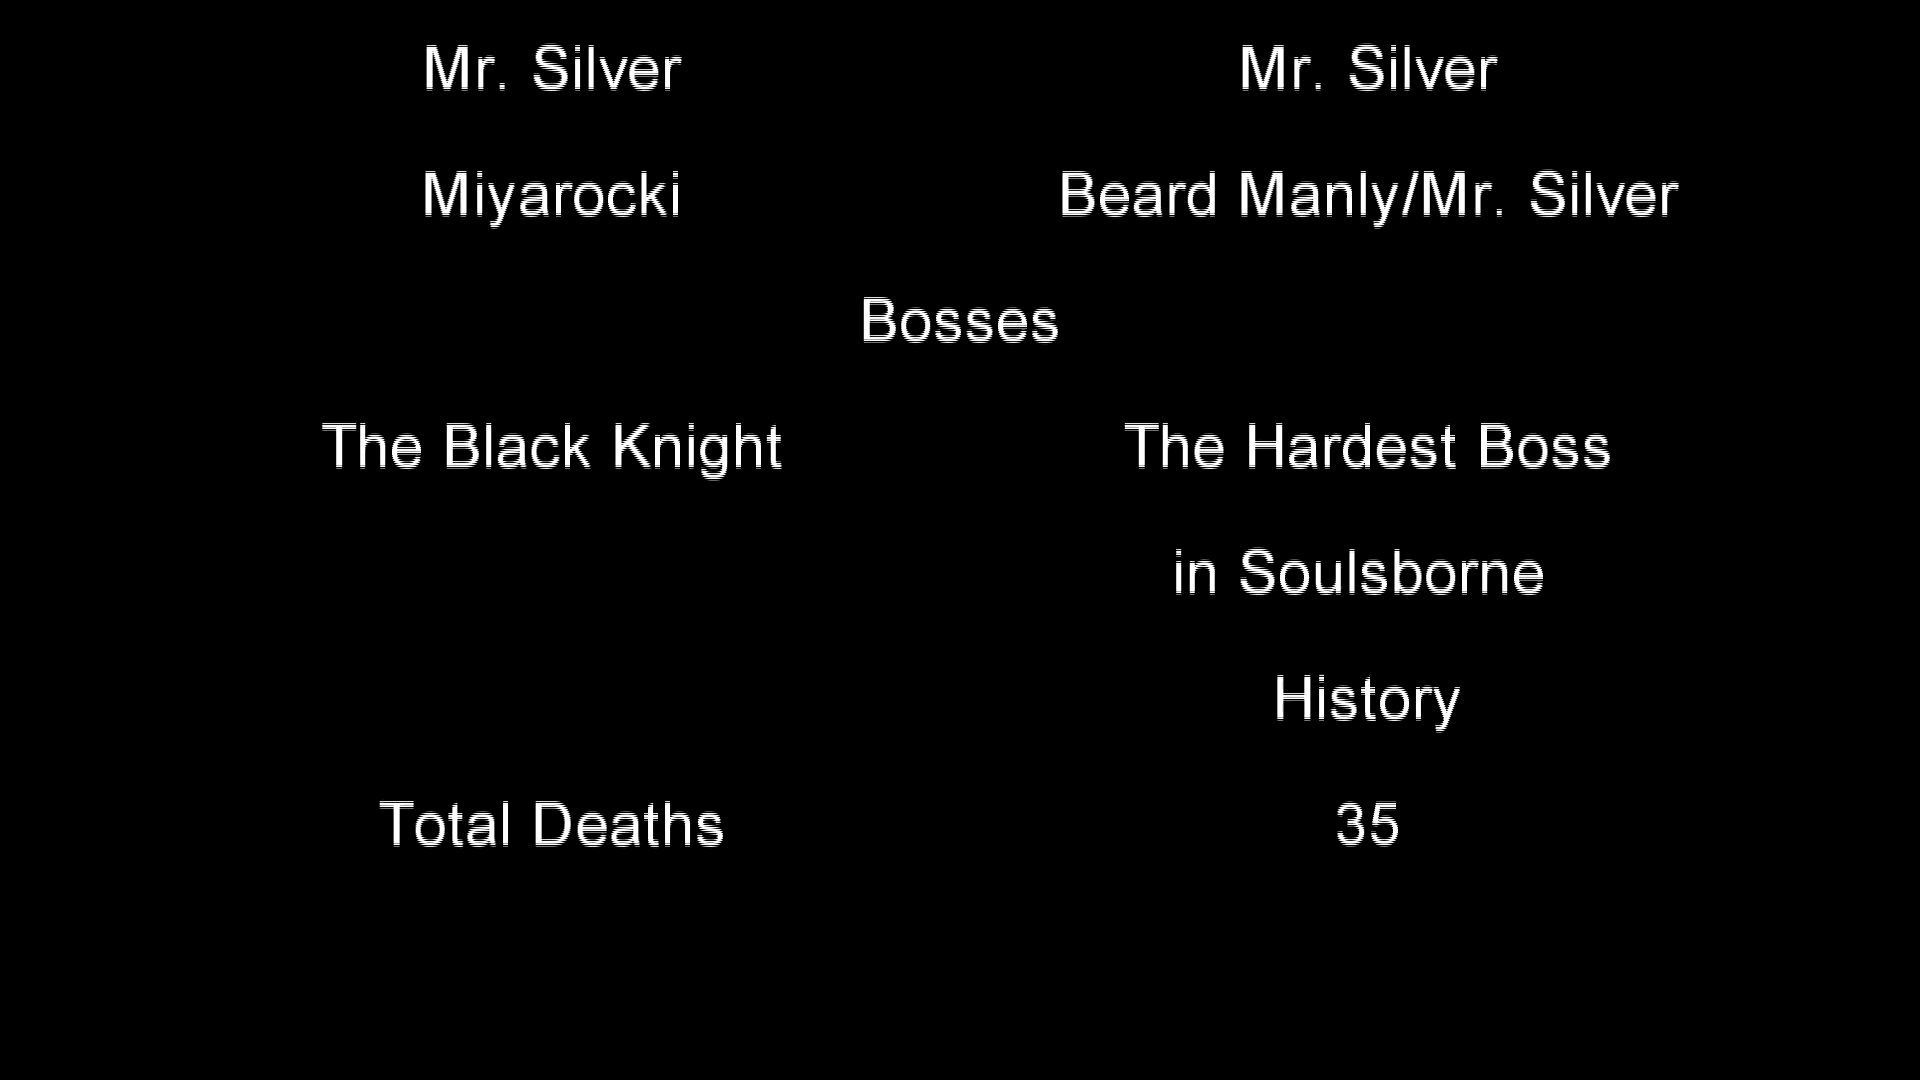 Mr. Silver Mr. Silver
Miyarocki Beard Manly/Mr. Silver
Bosses
The Black Knight The Hardest Boss
in Soulsborne
History
Total Deaths 35